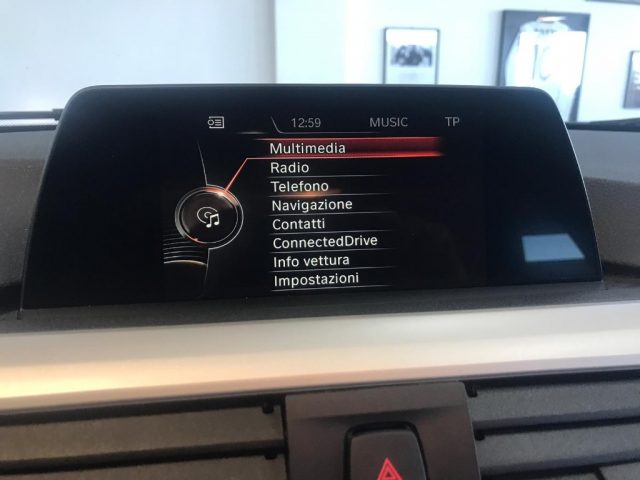 12:59 MUSIC TP
Multimedia
Radio
Telefono
Navigazione
Contatti
ConnectedDrive
Info vettura
Impostazioni